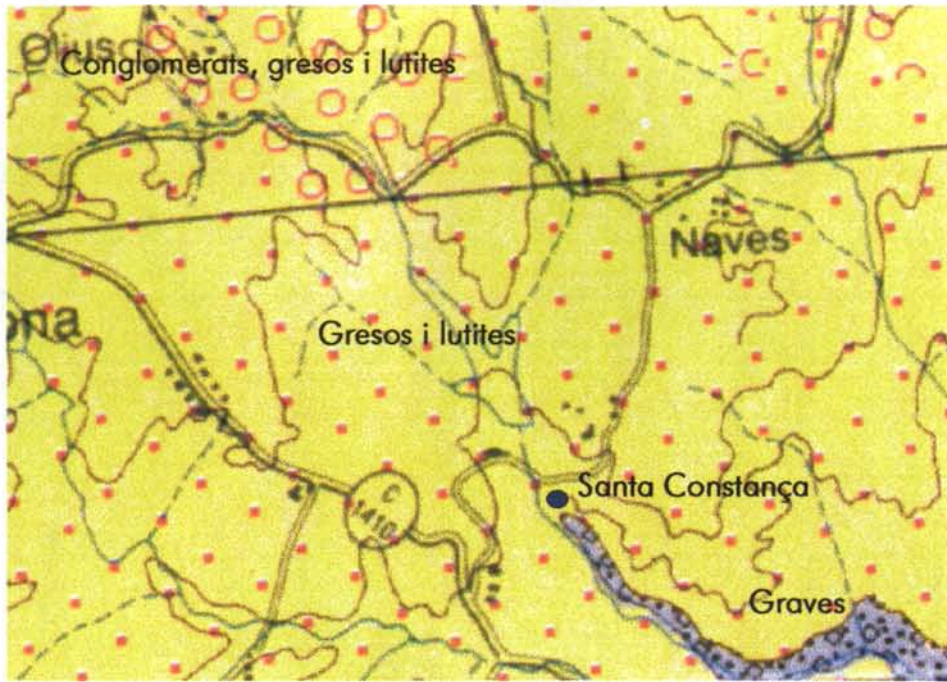 Conglomerats, gresos i lutites
Naves
ona
Gresos i lutites
Santa Constança
C
1410
Graves